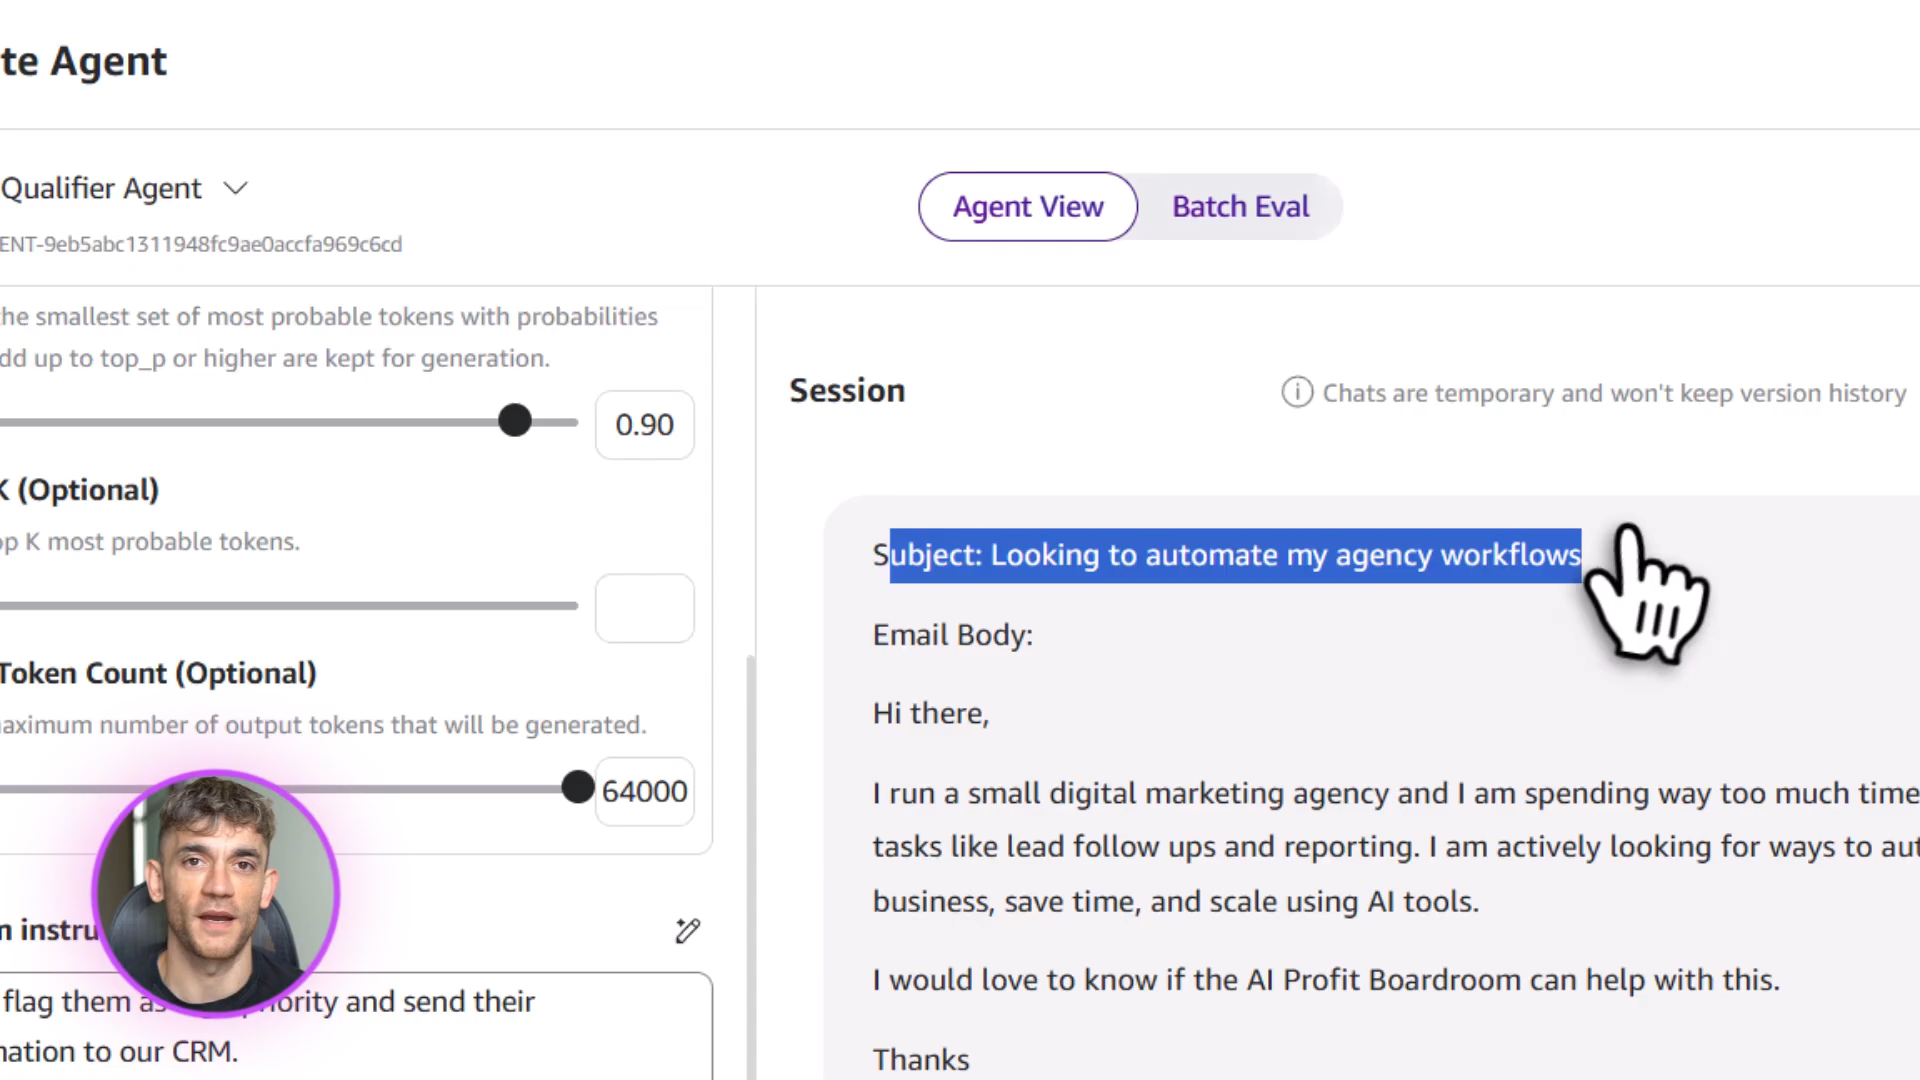 te Agent
Qualifier Agent
ENT-9eb5abc1311948fc9ae0accfa969c6cd
Agent View
Batch Eval
he smallest set of most probable tokens with probabilities
dd up to top_p or higher are kept for generation.
0.90
K (Optional)
op K most probable tokens.
Token Count (Optional)
aximum number of output tokens that will be generated.
64000
n instru
flag them as ority and send their
nation to our CRM.
Session
Chats are temporary and won't keep version history
Subject: Looking to automate my agency workflows
Email Body:
Hi there,
I run a small digital marketing agency and I am spending way too much time
tasks like lead follow ups and reporting. I am actively looking for ways to aut
business, save time, and scale using AI tools.
I would love to know if the AI Profit Boardroom can help with this.
Thanks